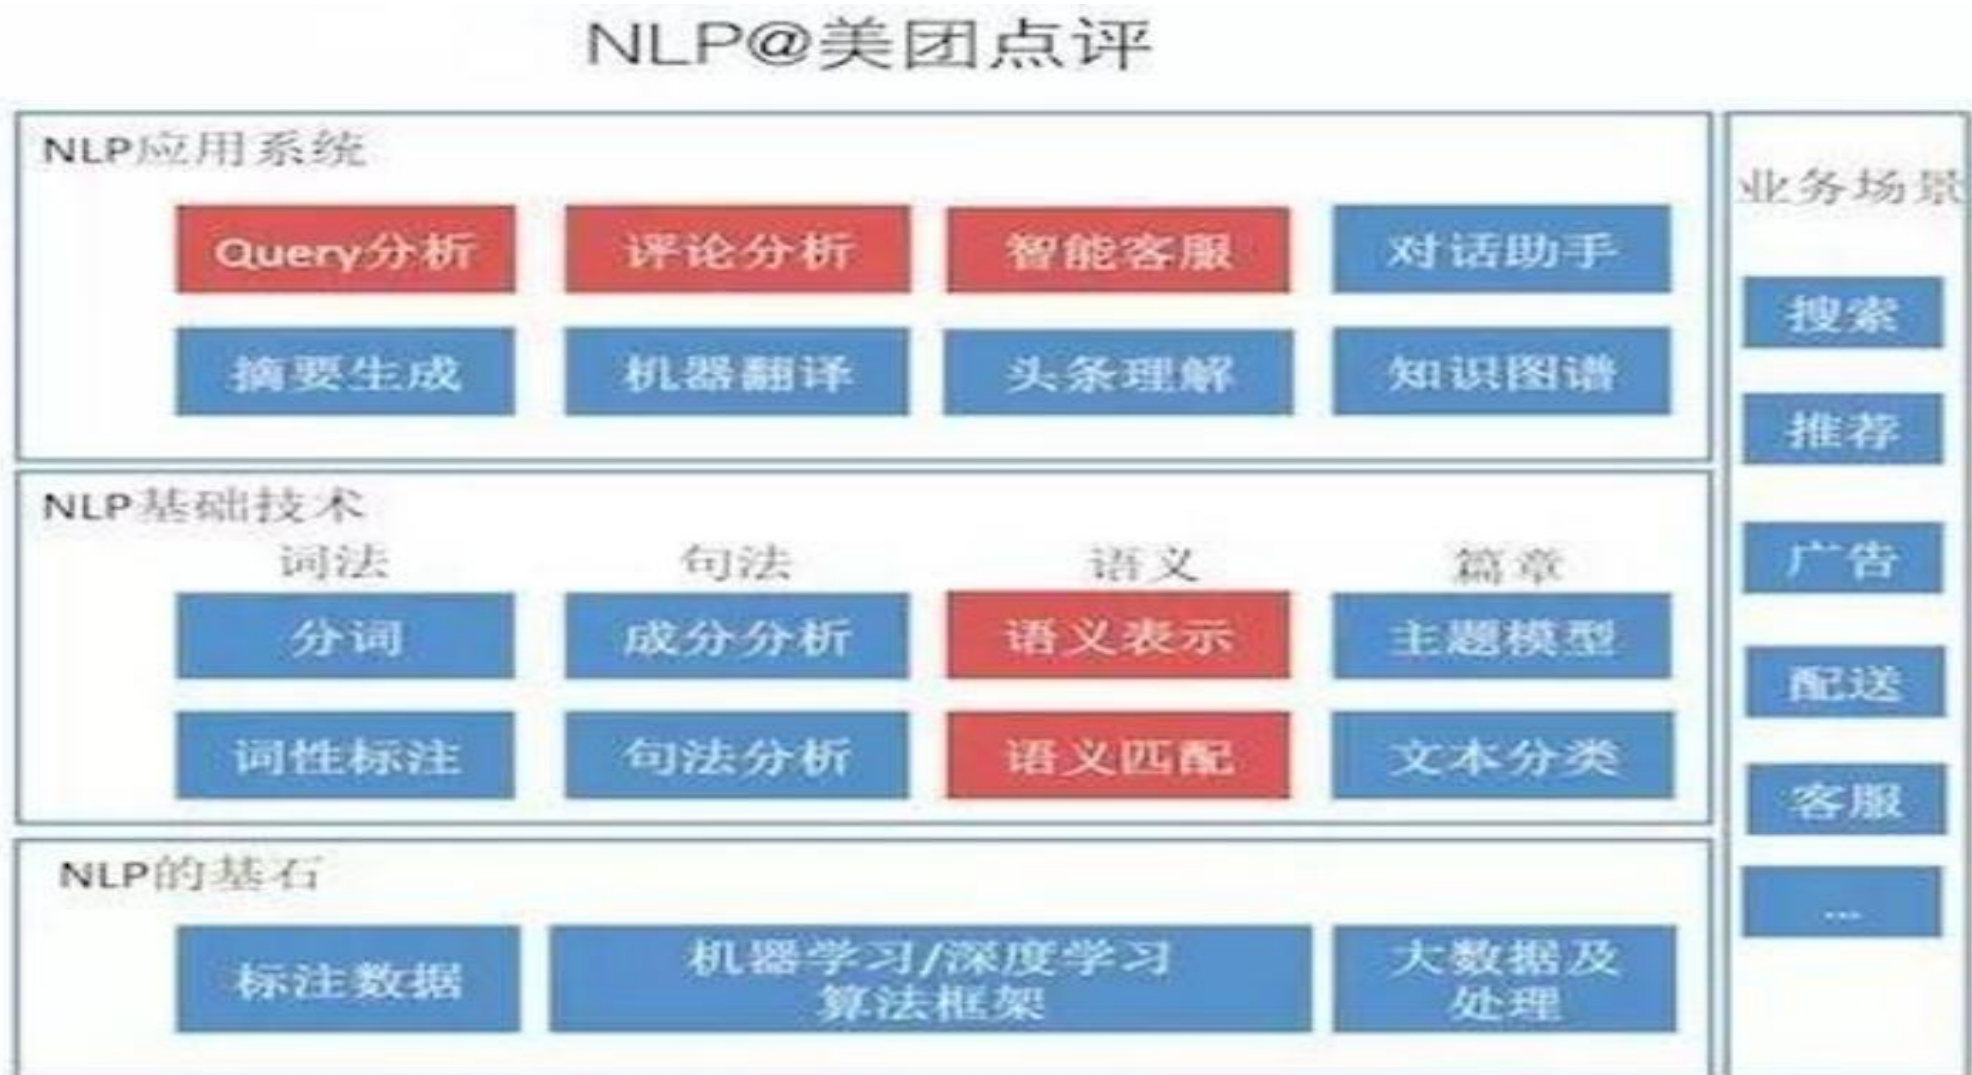 NLP@美团点评
NLP应用系统
Query分析 评论分析 智能客服 对话助手
摘要生成 机器翻译 头条理解 知识图谱
NLP基础技术
词法 句法 语义 篇章
分词 成分分析 语义表示 主题模型
词性标注 句法分析 语义匹配 文本分类
NLP的基石
标注数据
机器学习/深度学习
算法框架
大数据及
处理
业务场景
搜索
推荐
广告
配送
客服
...